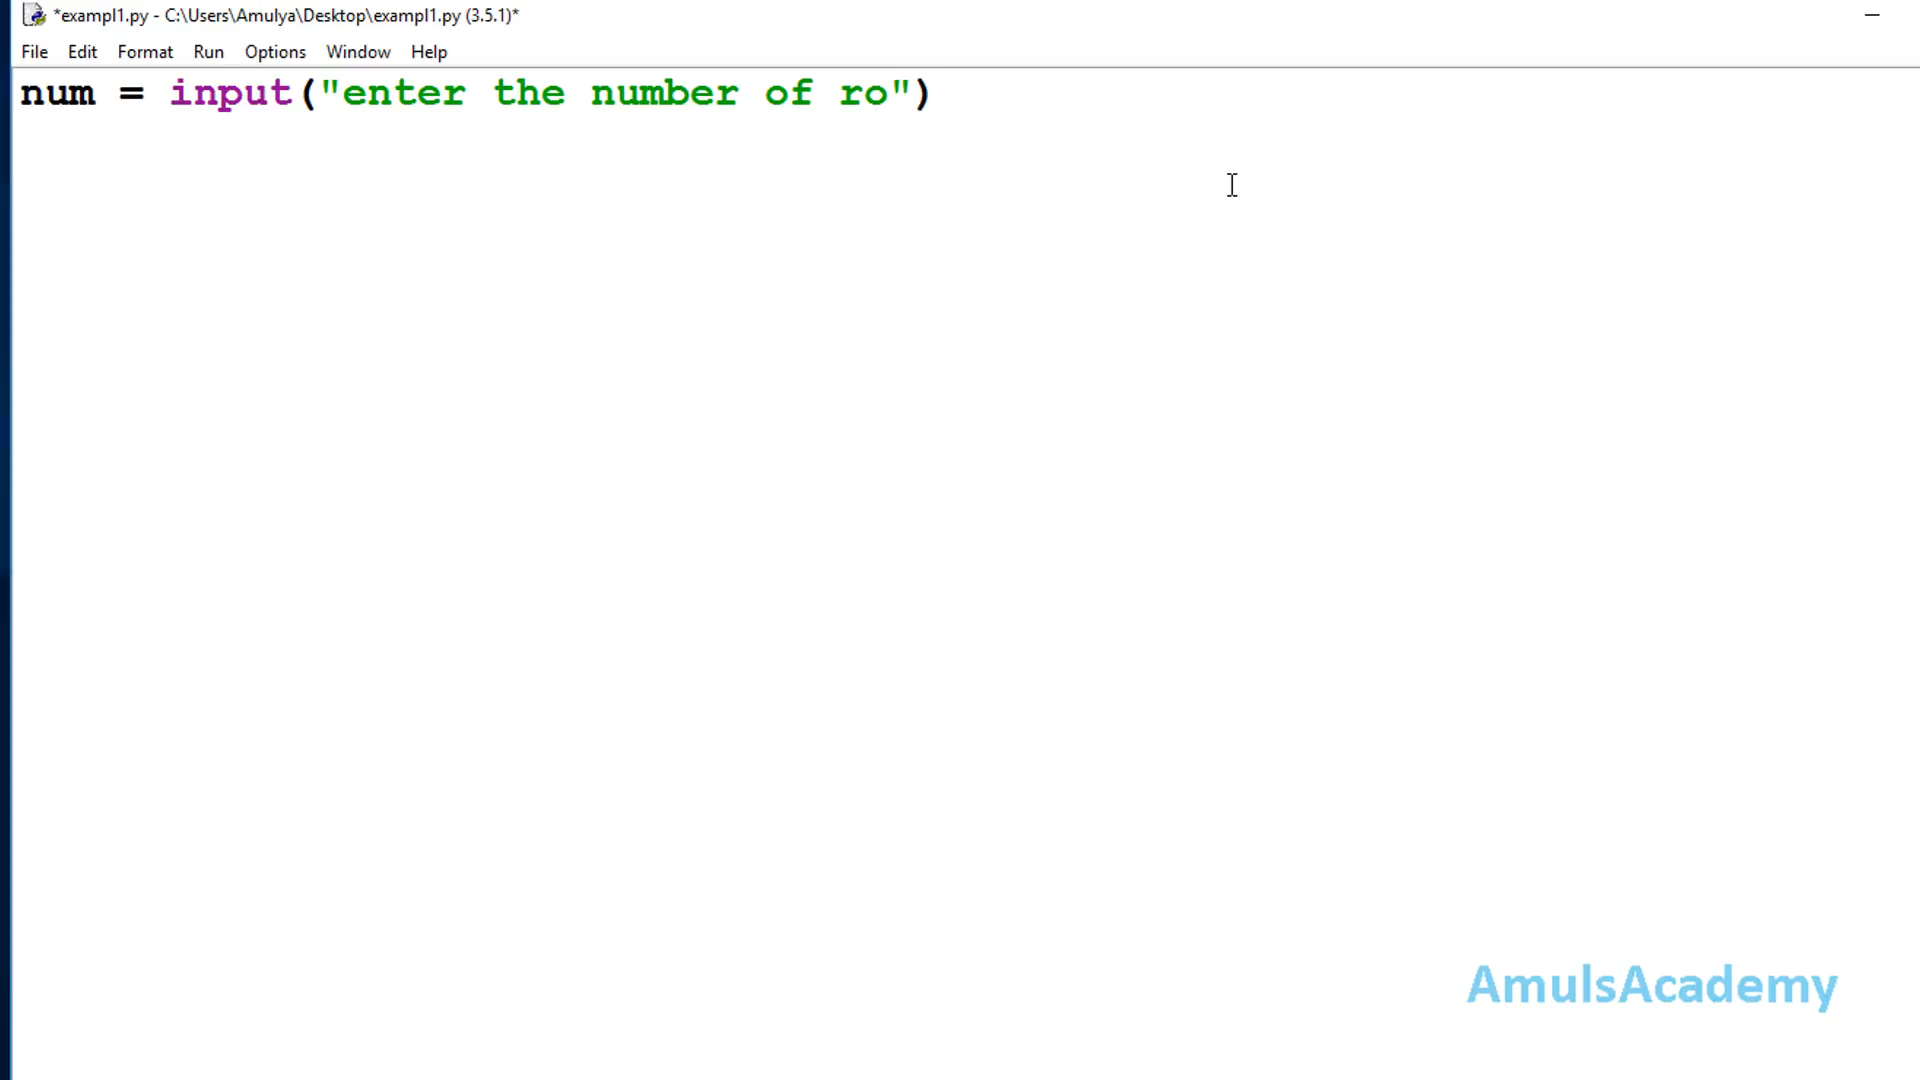 *exampl1.py - C:\Users\Amulya\Desktop\exampl1.py (3.5.1)*
File Edit Format Run Options Window Help
num = input("enter the number of ro")
AmulsAcademy